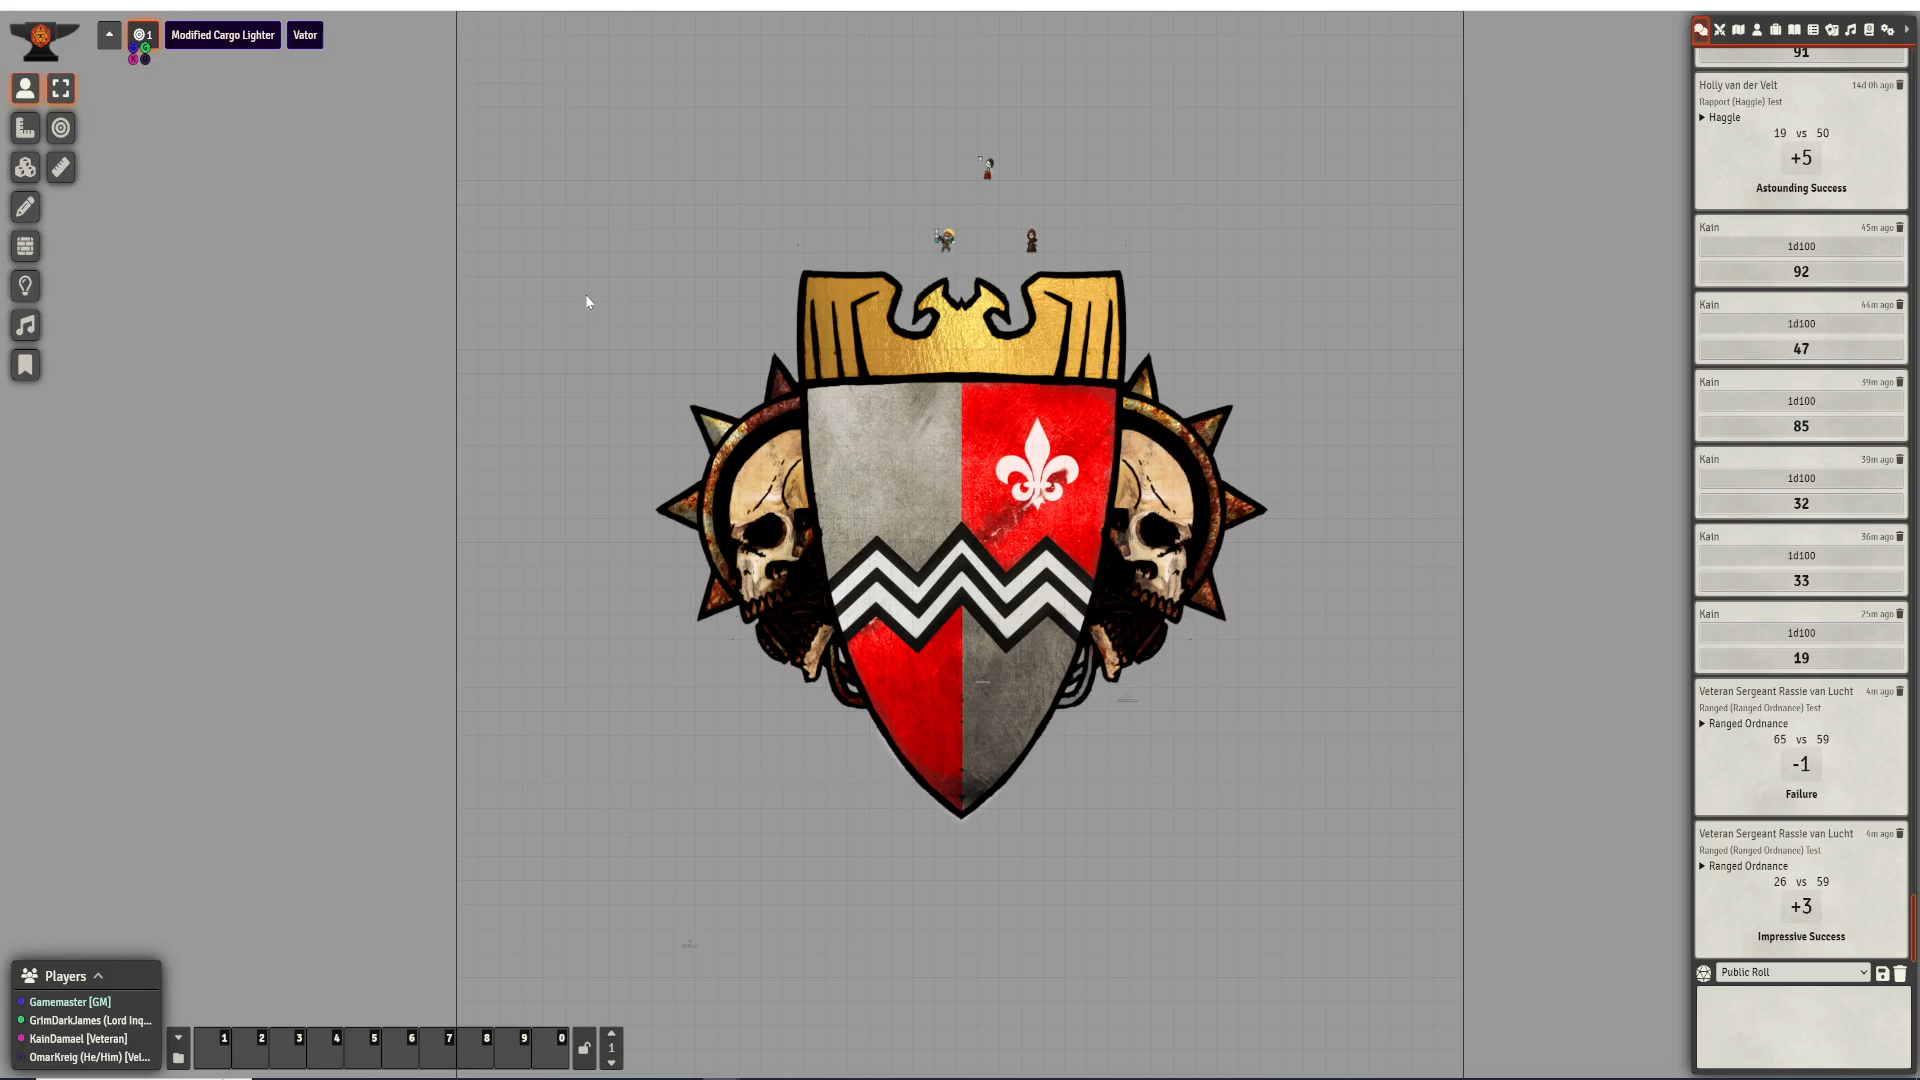 1
Modified Cargo Lighter
Vator
G
G
K
O
91
Holly van der Velt
14d 0h ago
Rapport (Haggle) Test
Haggle
19 vs 50
+5
Astounding Success
Kain
45m ago
1d100
92
Kain
44m ago
1d100
47
Kain
39m ago
1d100
85
Kain
39m ago
1d100
32
Kain
36m ago
1d100
33
Kain
25m ago
1d100
19
Veteran Sergeant Rassie van Lucht
4m ago
Ranged (Ranged Ordnance) Test
Ranged Ordnance
65 vs 59
-1
Failure
Veteran Sergeant Rassie van Lucht
4m ago
Ranged (Ranged Ordnance) Test
Ranged Ordnance
26 vs 59
+3
Impressive Success
Public Roll
Players
Gamemaster [GM]
GrimDarkJames (Lord Inq...
KainDamael [Veteran]
OmarKreig (He/Him) [Vel...
1 2 3 4 5 6 7 8 9 0
1